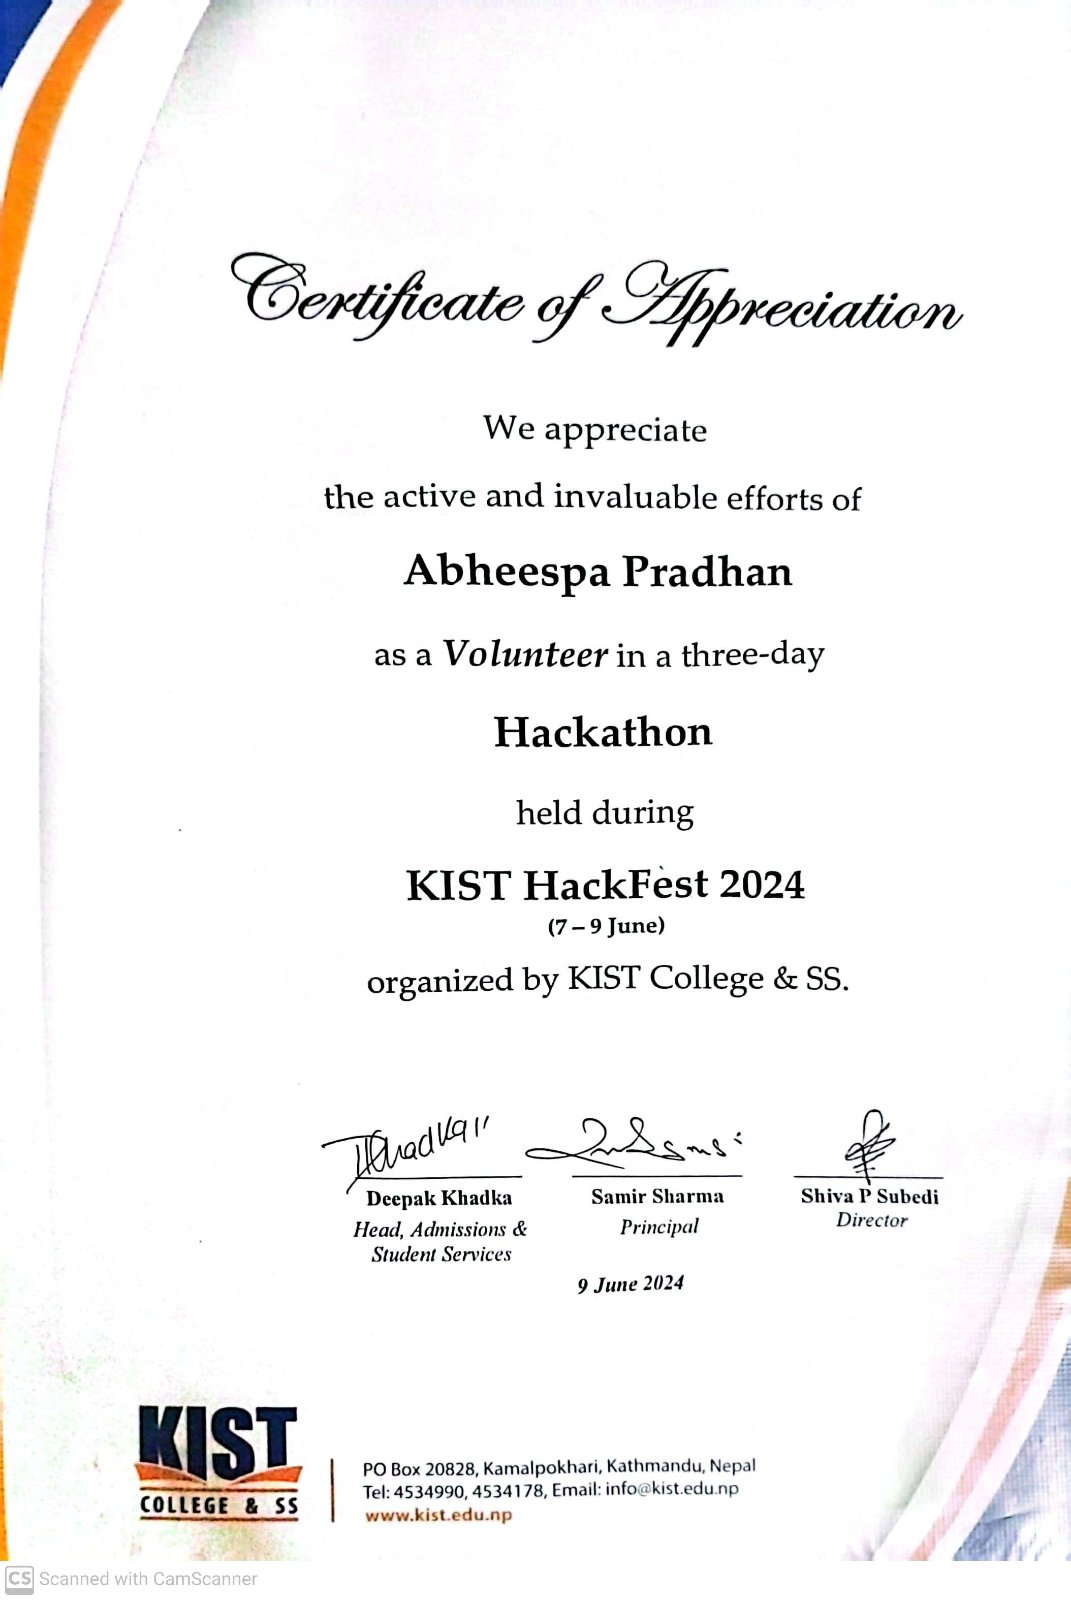 Certificate of Appreciation
We appreciate
the active and invaluable efforts of
Abheespa Pradhan
as a Volunteer in a three-day
Hackathon
held during
KIST HackFest 2024
(7 – 9 June)
organized by KIST College & SS.
Deepak Khadka
Head, Admissions &
Student Services
Samir Sharma
Principal
Shiva P Subedi
Director
9 June 2024
KIST
COLLEGE & SS
PO Box 20828, Kamalpokhari, Kathmandu, Nepal
Tel: 4534990, 4534178, Email: info@kist.edu.np
www.kist.edu.np
CS Scanned with CamScanner